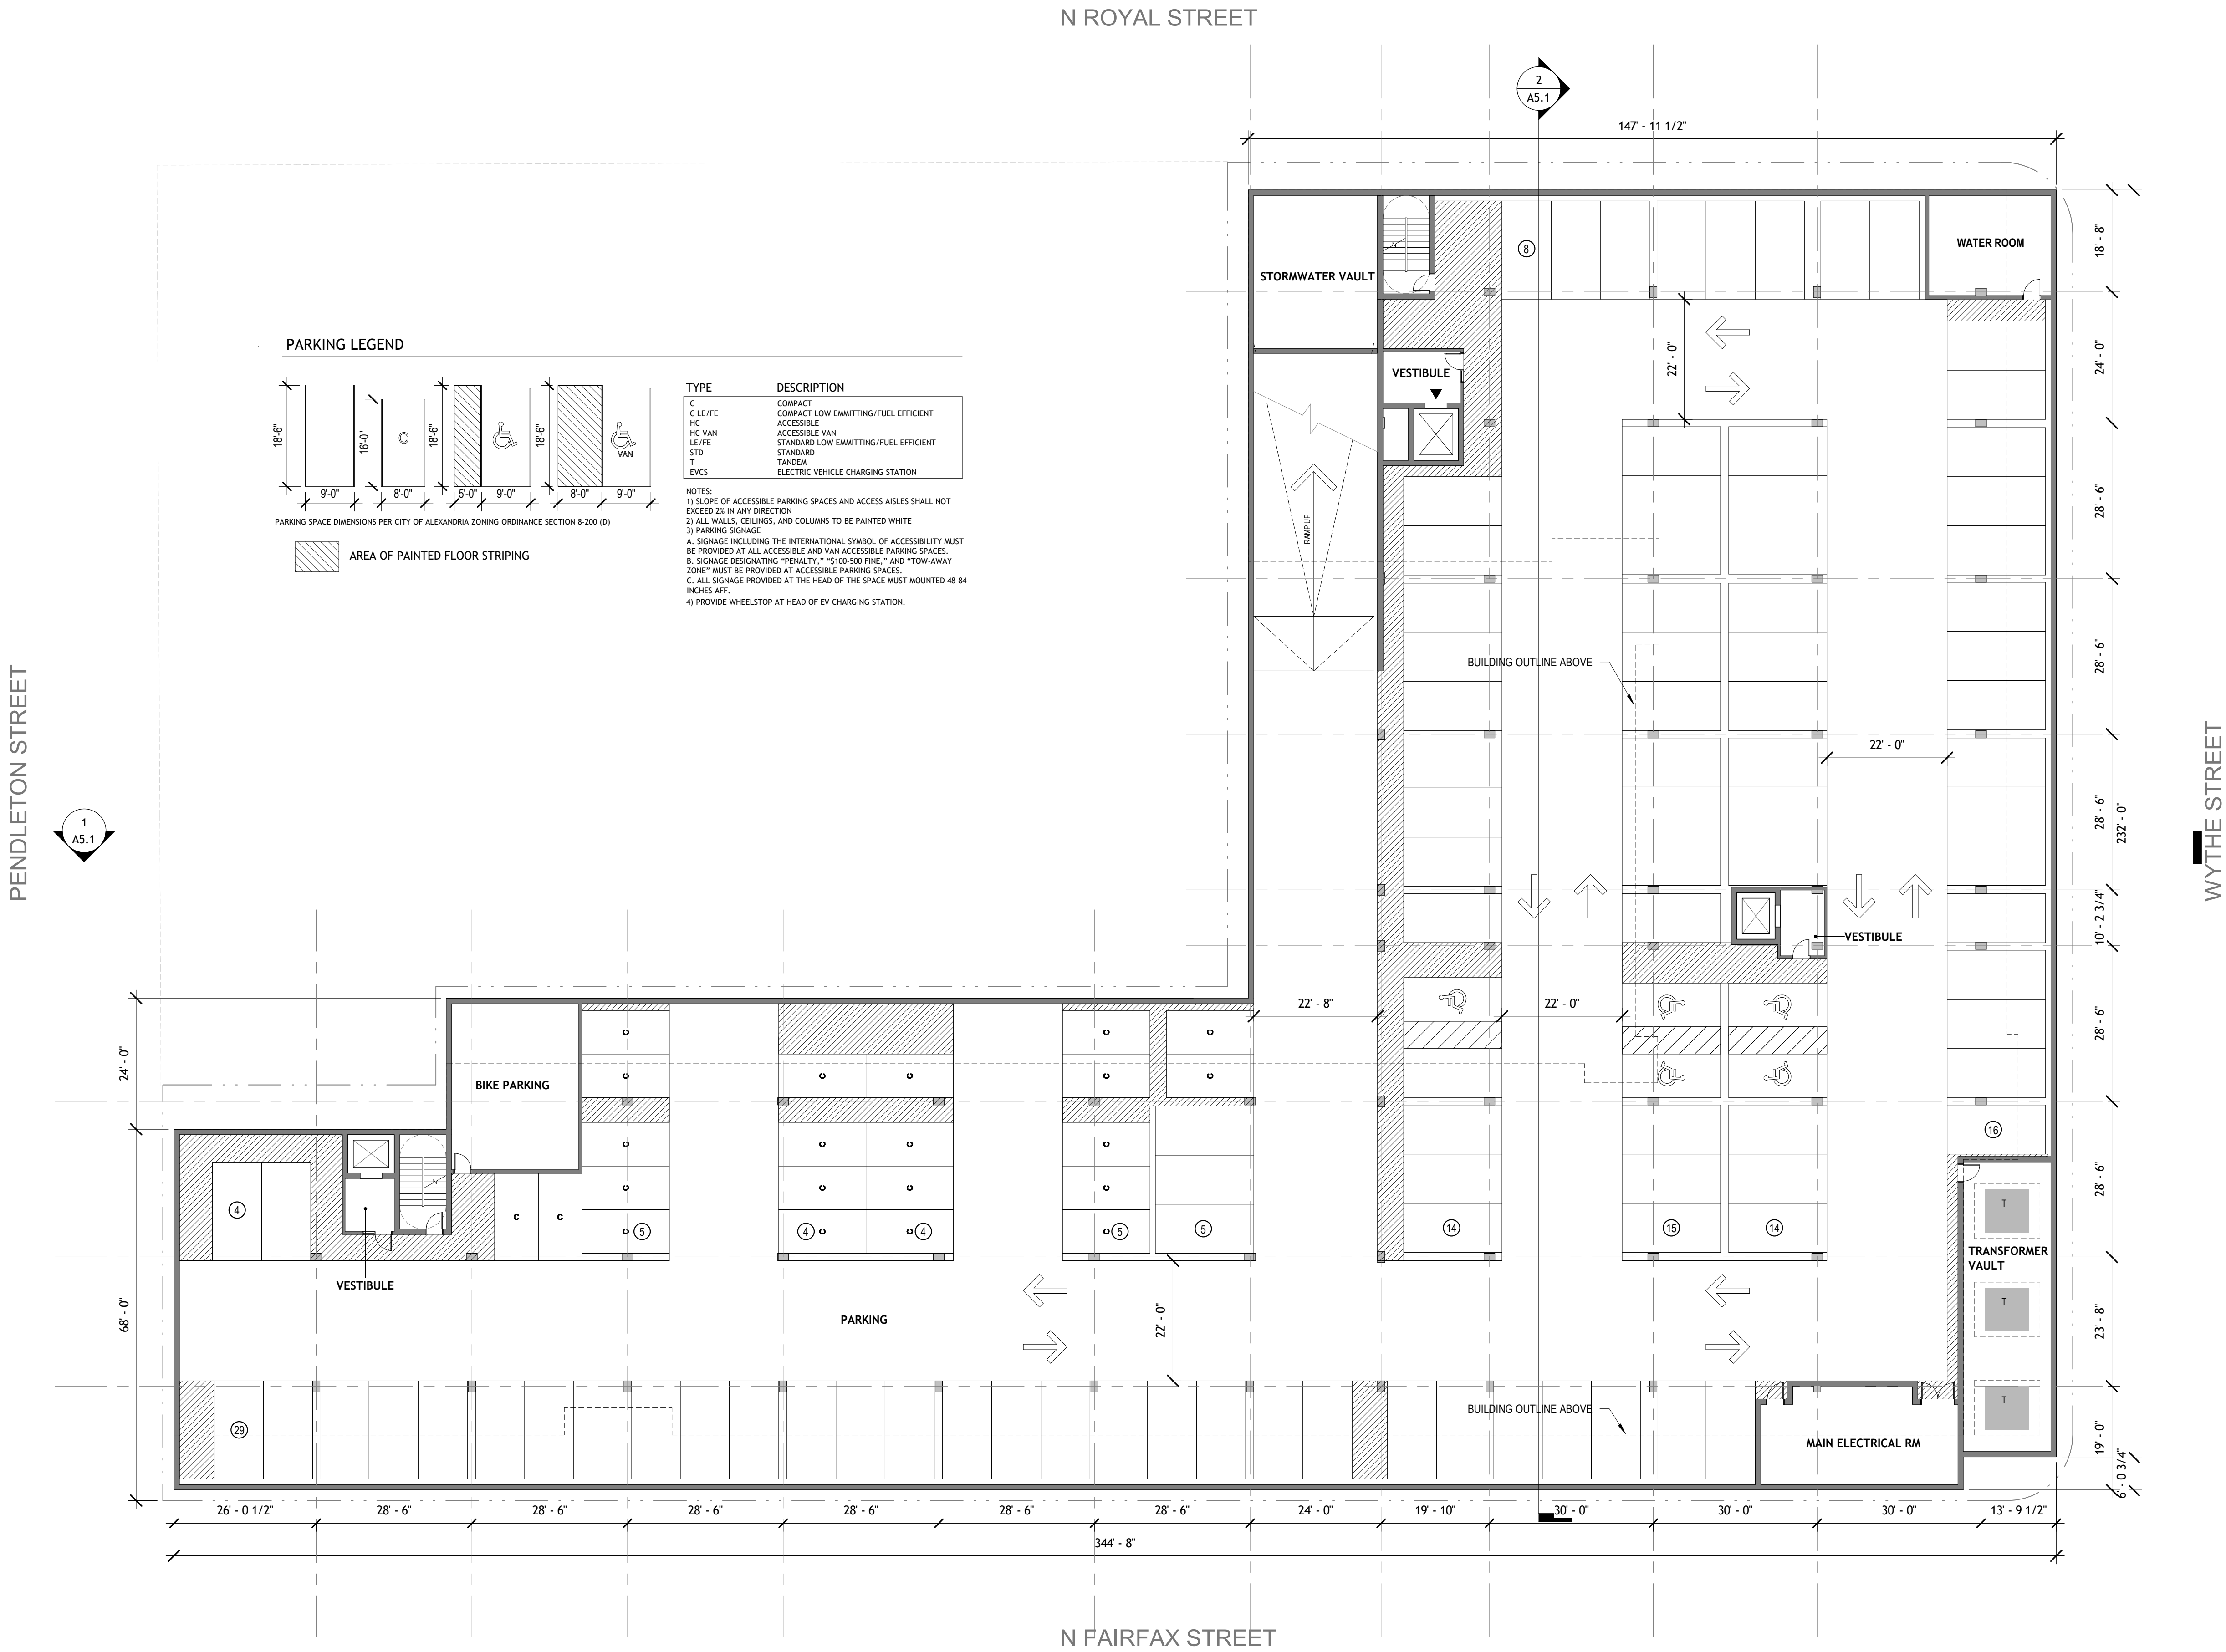 N ROYAL STREET
2
A5.1
147' - 11 1/2"
8
WATER ROOM
18' - 8"
STORMWATER VAULT
PARKING LEGEND
22' - 0"
24' - 0"
VESTIBULE
TYPE DESCRIPTION
C COMPACT
C LE/FE COMPACT LOW EMMITTING/FUEL EFFICIENT
HC ACCESSIBLE
HC VAN ACCESSIBLE VAN
LE/FE STANDARD LOW EMMITTING/FUEL EFFICIENT
STD STANDARD
T TANDEM
EVCS ELECTRIC VEHICLE CHARGING STATION
18'-6" 16'-0" C 18'-6" 18'-6"
VAN
9'-0" 8'-0" 5'-0" 9'-0" 8'-0" 9'-0"
PARKING SPACE DIMENSIONS PER CITY OF ALEXANDRIA ZONING ORDINANCE SECTION 8-200 (D)
AREA OF PAINTED FLOOR STRIPING
NOTES:
1) SLOPE OF ACCESSIBLE PARKING SPACES AND ACCESS AISLES SHALL NOT
EXCEED 2% IN ANY DIRECTION
2) ALL WALLS, CEILINGS, AND COLUMNS TO BE PAINTED WHITE
3) PARKING SIGNAGE
A. SIGNAGE INCLUDING THE INTERNATIONAL SYMBOL OF ACCESSIBILITY MUST
BE PROVIDED AT ALL ACCESSIBLE AND VAN ACCESSIBLE PARKING SPACES.
B. SIGNAGE DESIGNATING “PENALTY,” “$100-500 FINE,” AND “TOW-AWAY
ZONE” MUST BE PROVIDED AT ACCESSIBLE PARKING SPACES.
C. ALL SIGNAGE PROVIDED AT THE HEAD OF THE SPACE MUST MOUNTED 48-84
INCHES AFF.
4) PROVIDE WHEELSTOP AT HEAD OF EV CHARGING STATION.
RAMP UP
28' - 6"
BUILDING OUTLINE ABOVE
28' - 6"
22' - 0"
PENDLETON STREET
WYTHE STREET
1
A5.1
28' - 6"
232' - 0"
10' - 2 3/4"
VESTIBULE
22' - 8" 22' - 0"
28' - 6"
24' - 0"
BIKE PARKING
C C C
C C C C C
C C C C
C C C C
C C
C C C C
16
28' - 6"
4 5 4 4 5 5 14 15 14
T
TRANSFORMER
VAULT
VESTIBULE
T
68' - 0"
PARKING
22' - 0"
23' - 8"
T
29
BUILDING OUTLINE ABOVE
MAIN ELECTRICAL RM
19' - 0"
6' - 0 3/4"
26' - 0 1/2" 28' - 6" 28' - 6" 28' - 6" 28' - 6" 28' - 6" 28' - 6" 24' - 0" 19' - 10" 30' - 0" 30' - 0" 30' - 0" 13' - 9 1/2"
344' - 8"
N FAIRFAX STREET